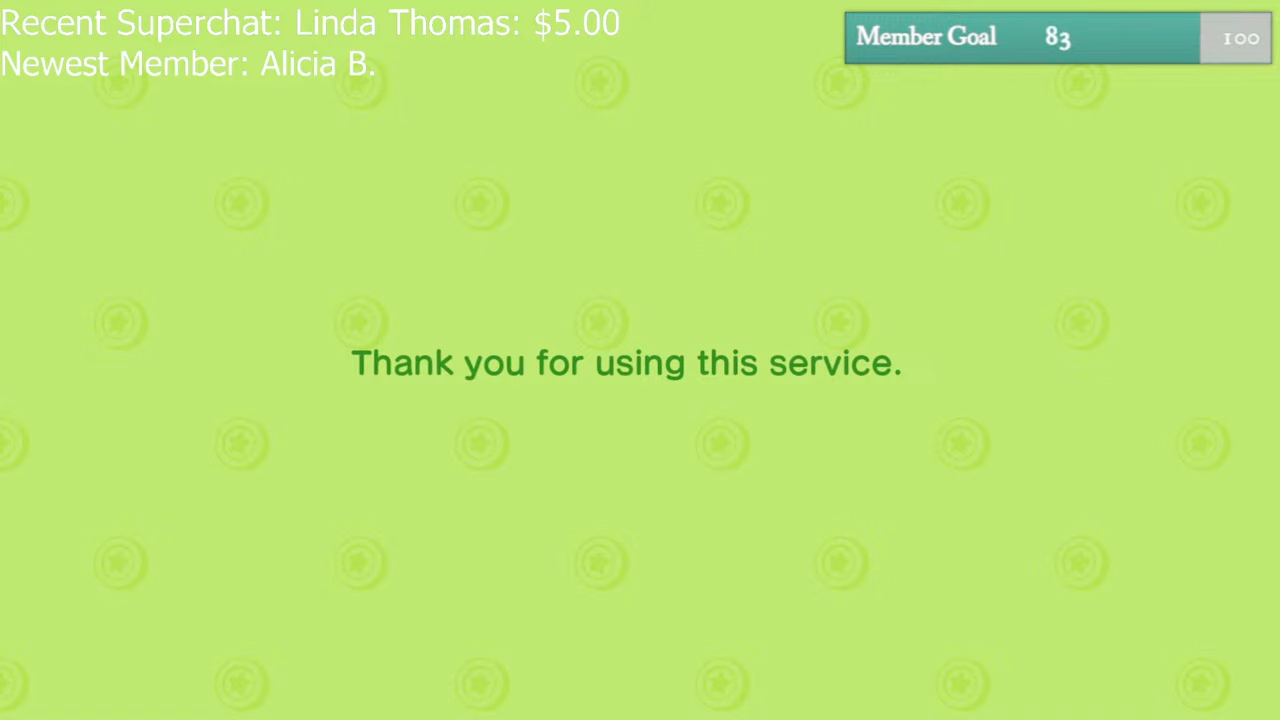 Recent Superchat: Linda Thomas: $5.00
Newest Member: Alicia B.
Member Goal 83 100
Thank you for using this service.